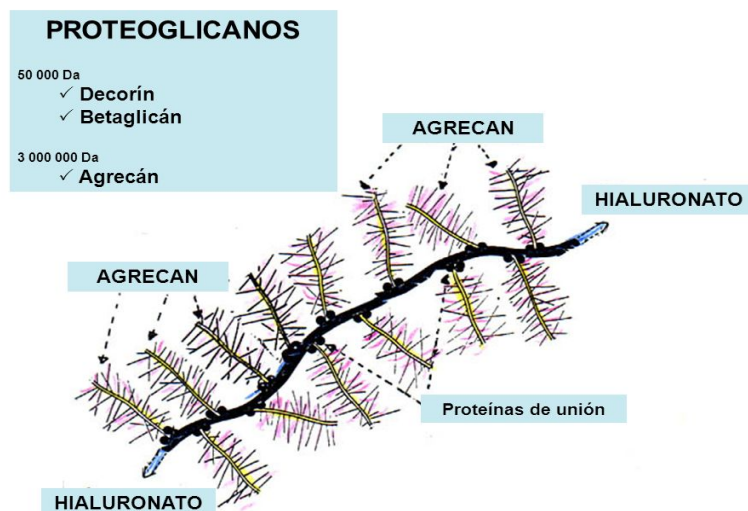 PROTEOGLICANOS
50 000 Da
✓ Decorín
✓ Betaglicán
3 000 000 Da
✓ Agrecán
AGRECAN
HIALURONATO
AGRECAN
Proteínas de unión
HIALURONATO